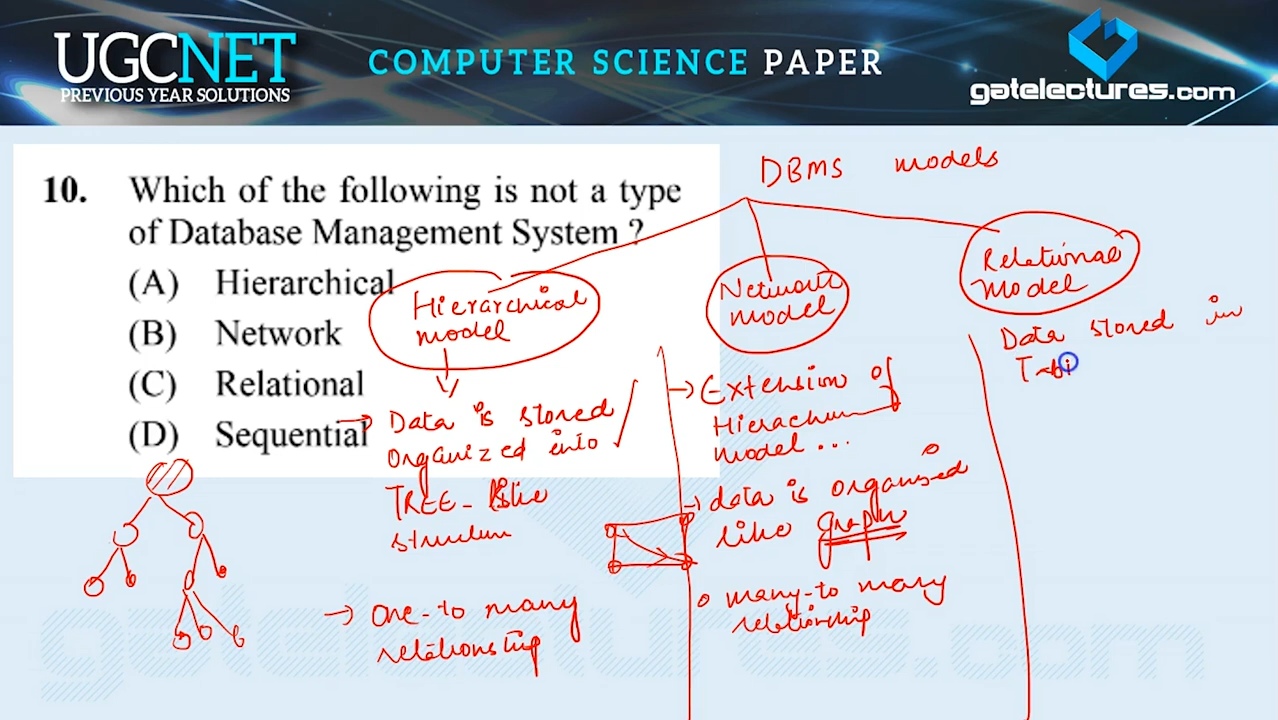 UGCNET
PREVIOUS YEAR SOLUTIONS
COMPUTER SCIENCE PAPER
gatelectures.com
10. Which of the following is not a type
of Database Management System ?
(A) Hierarchical
(B) Network
(C) Relational
(D) Sequential
DBMS models
Hierarchical
model
Data is stored
organized into
TREE-like
structure
→ One-to many
relationship
Network
model
→ Extension of
model ...
→ data is organised
like graph
many-to many
relationship
Relational
model
Data stored in
gatelectures.com